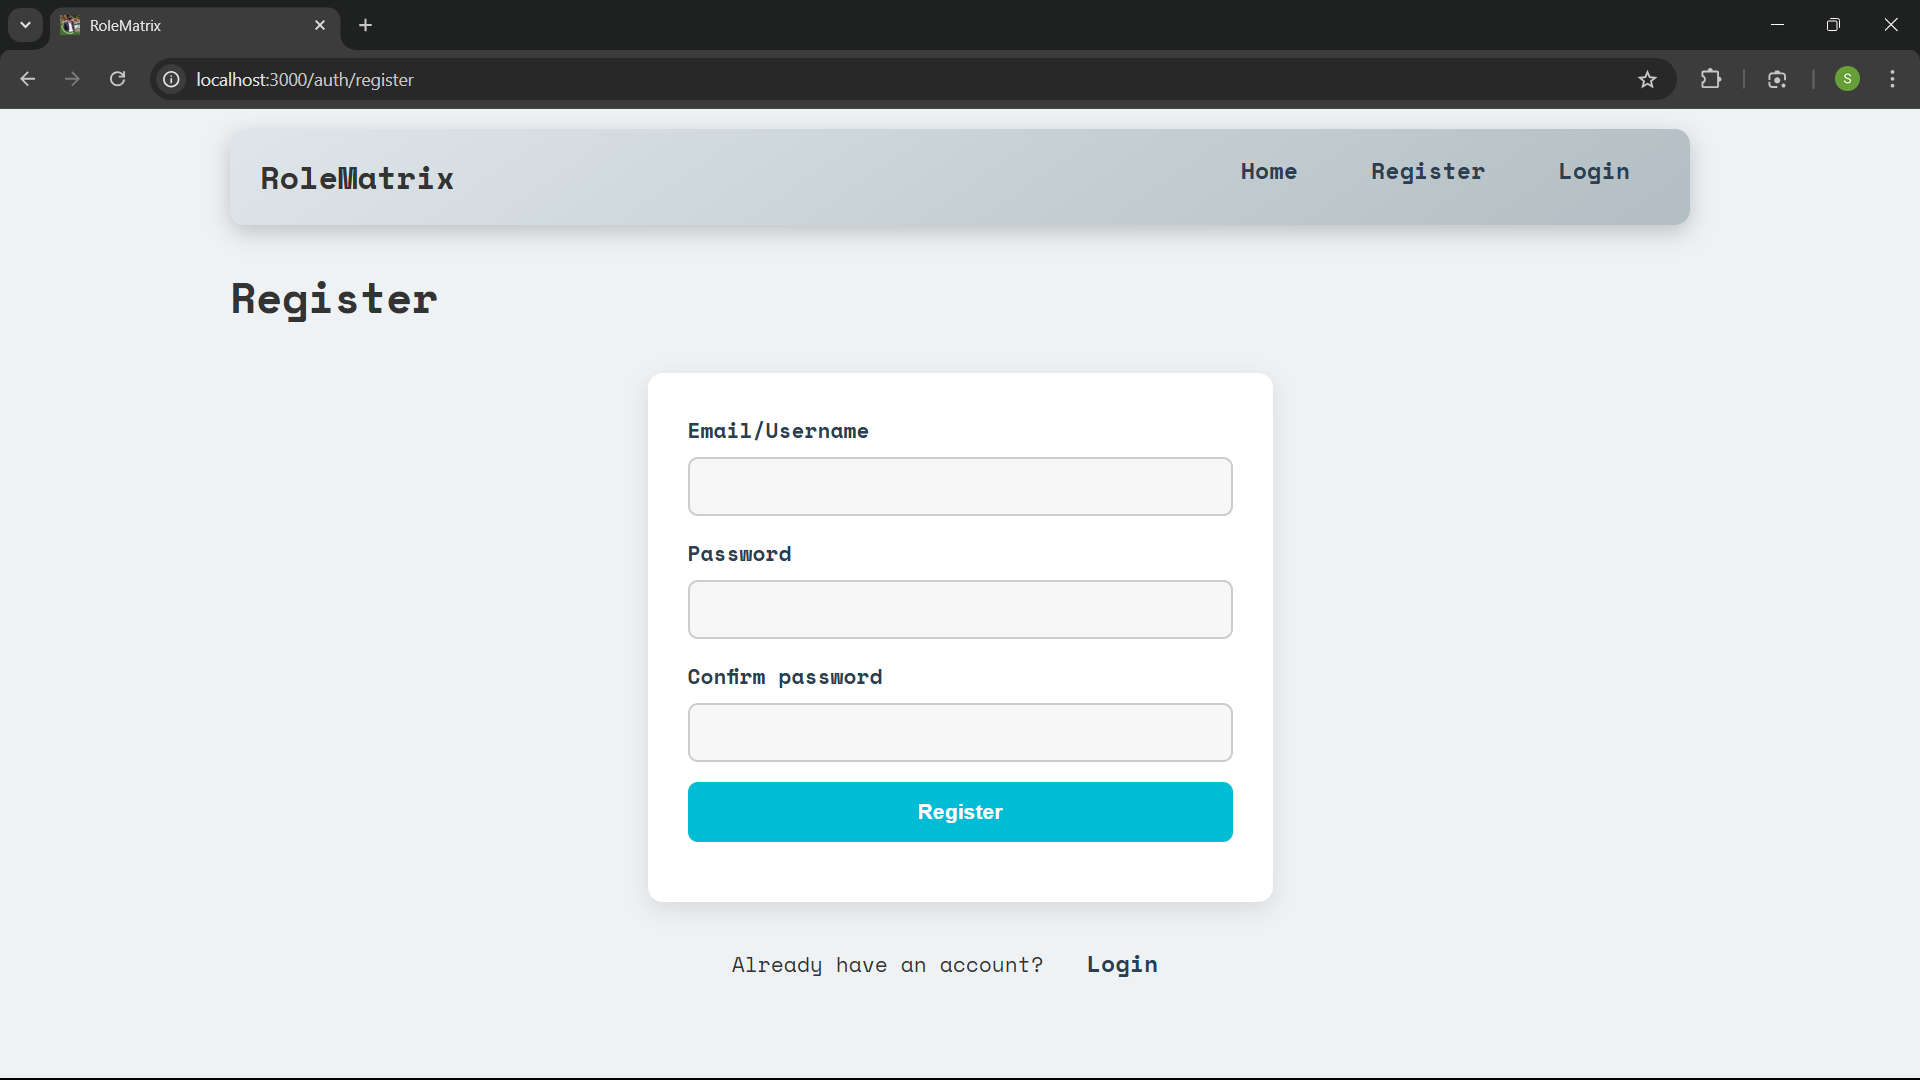 RoleMatrix
localhost:3000/auth/register
S
RoleMatrix
Home Register Login
Register
Email/Username
Password
Confirm password
Register
Already have an account? Login